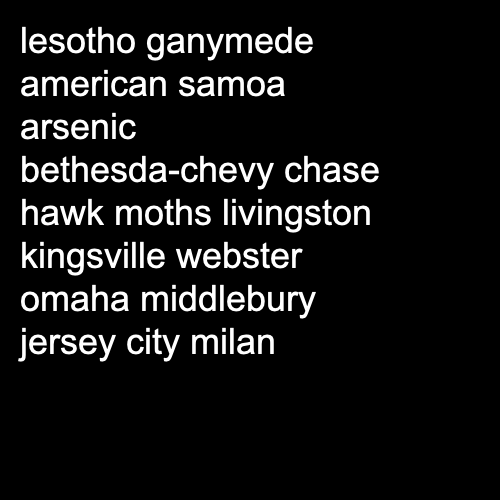 lesotho ganymede
american samoa
arsenic
bethesda-chevy chase
hawk moths livingston
kingsville webster
omaha middlebury
jersey city milan